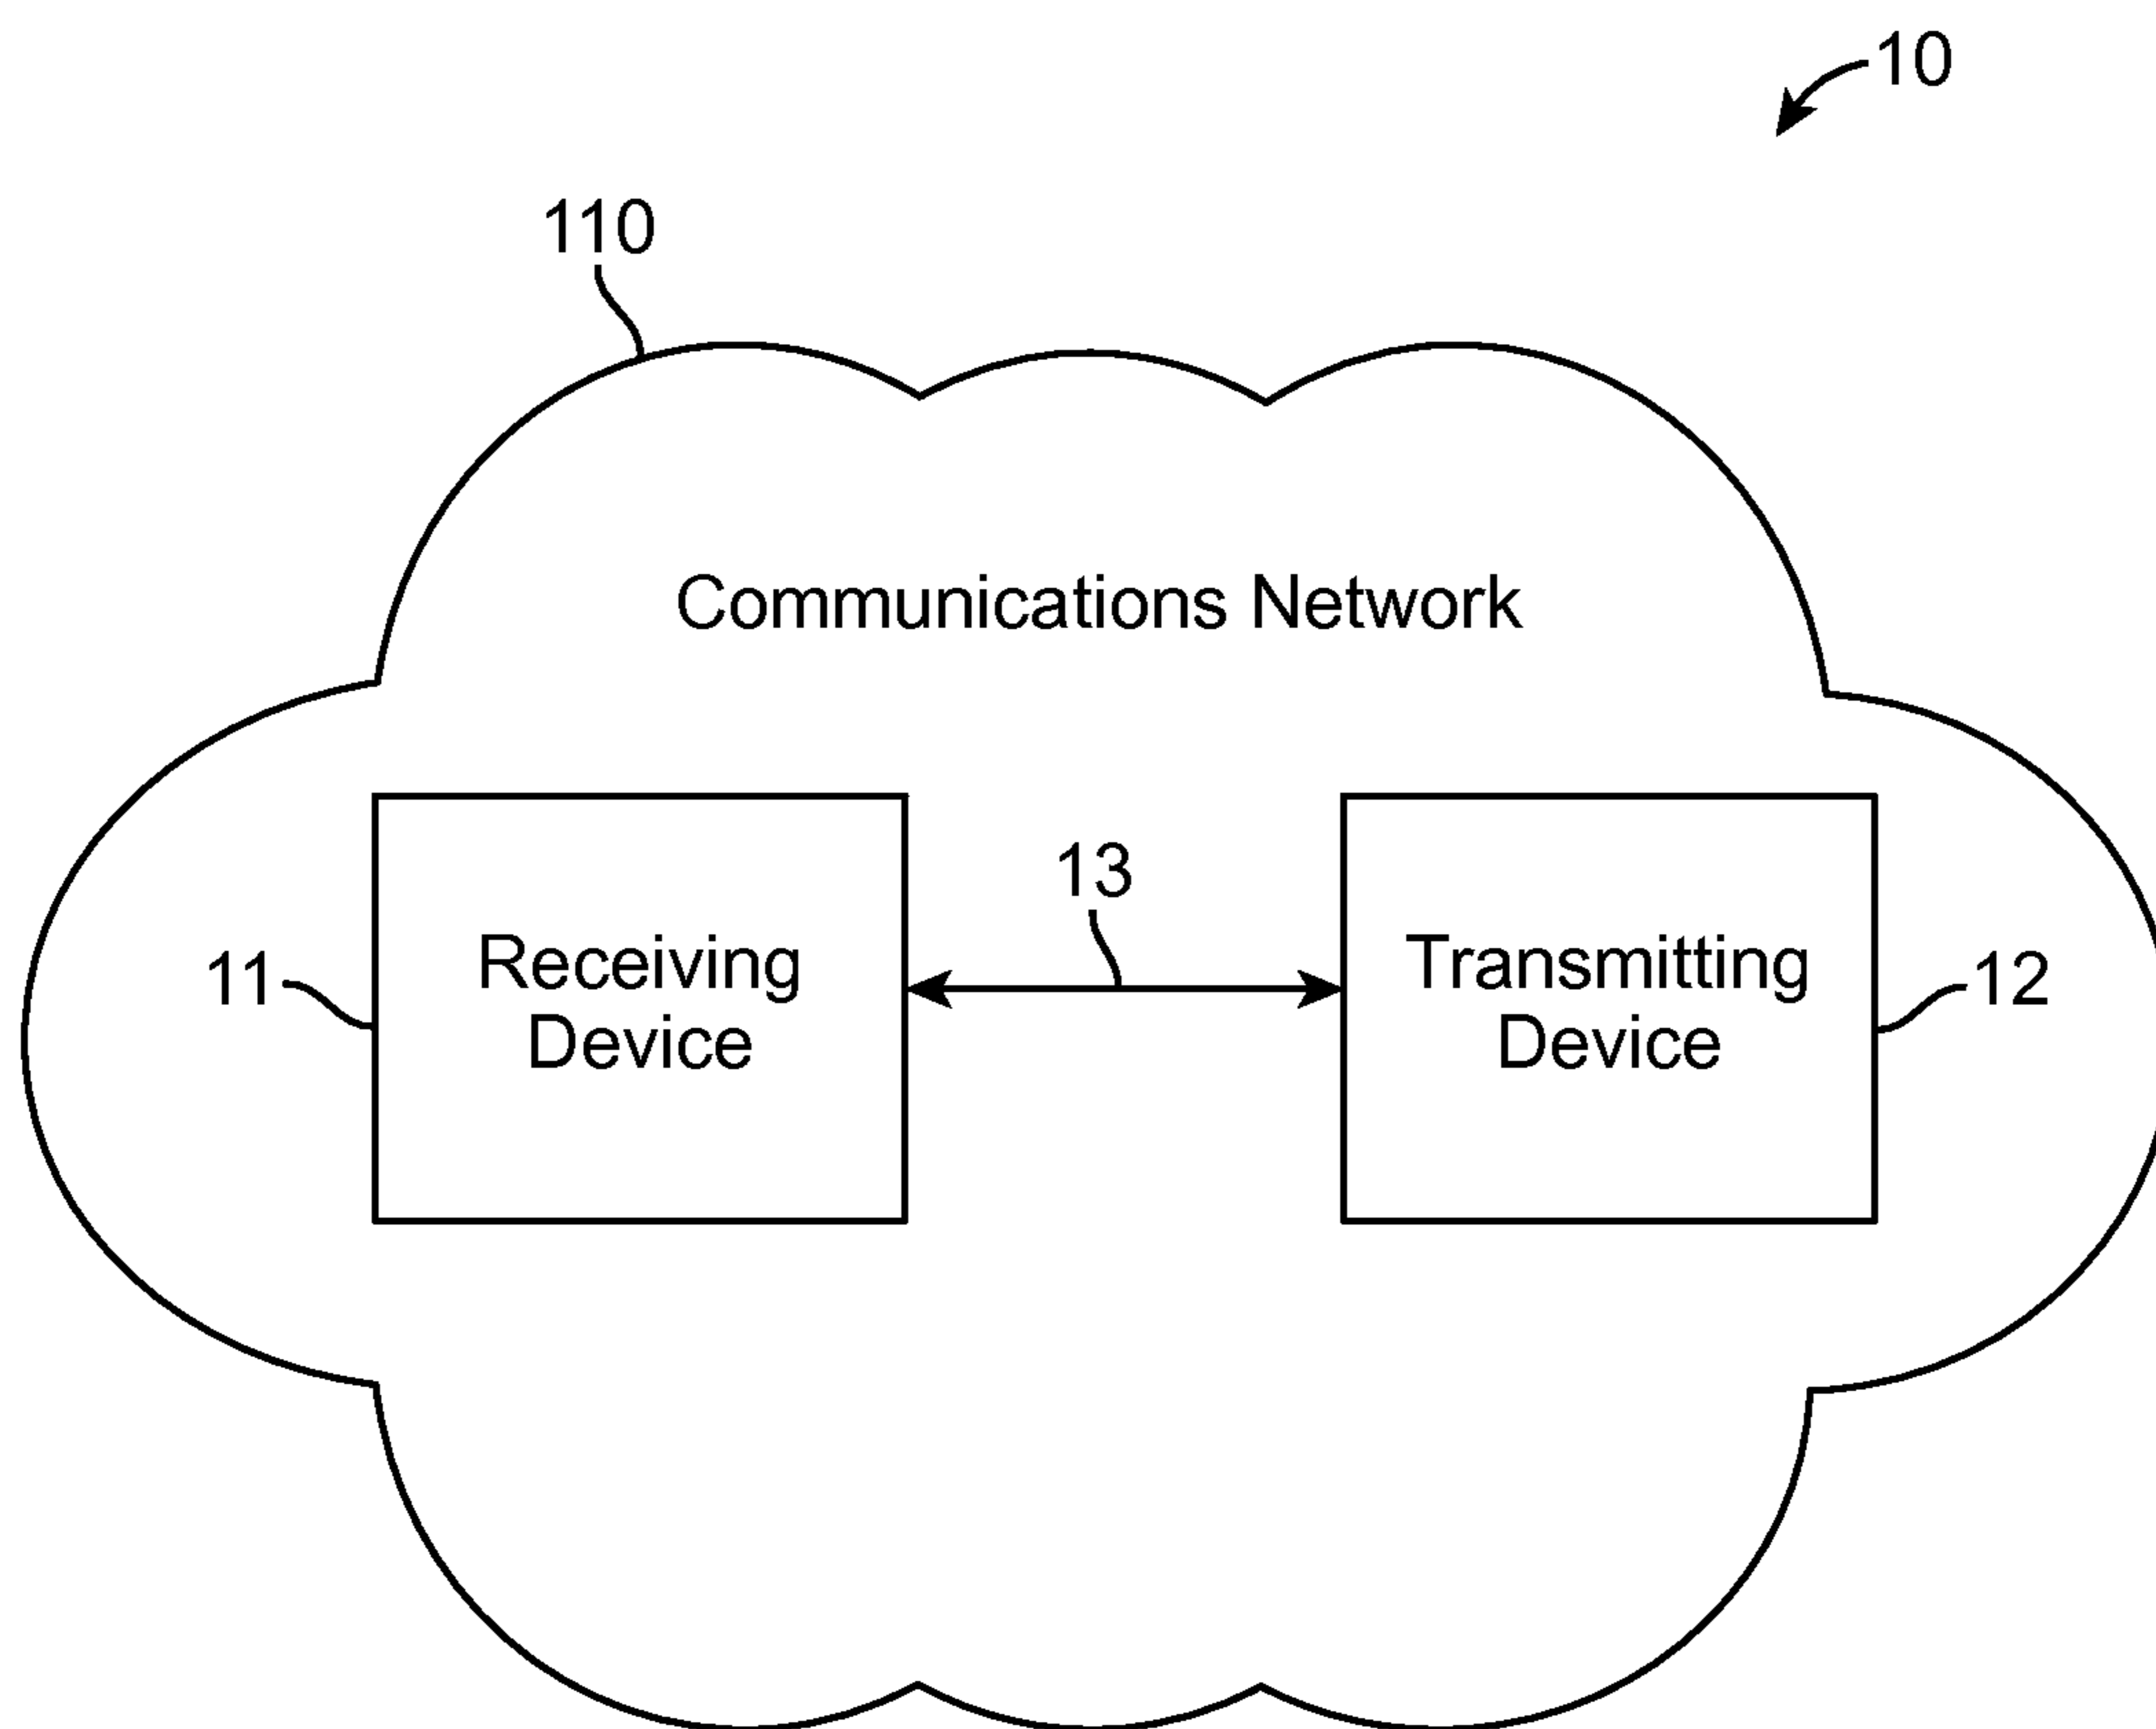 10
110
Communications Network
13
11
Receiving
Device
Transmitting
Device
12